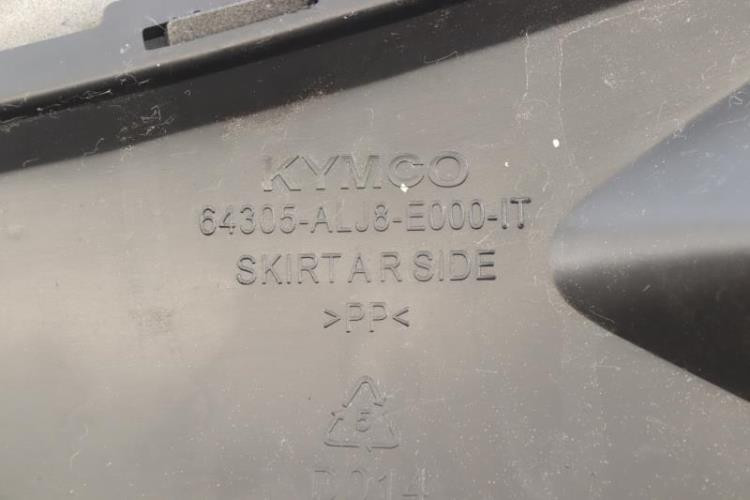 KYMCO
64305-ALJ8-E000-IT
SKIRT A R SIDE
>PP<
5